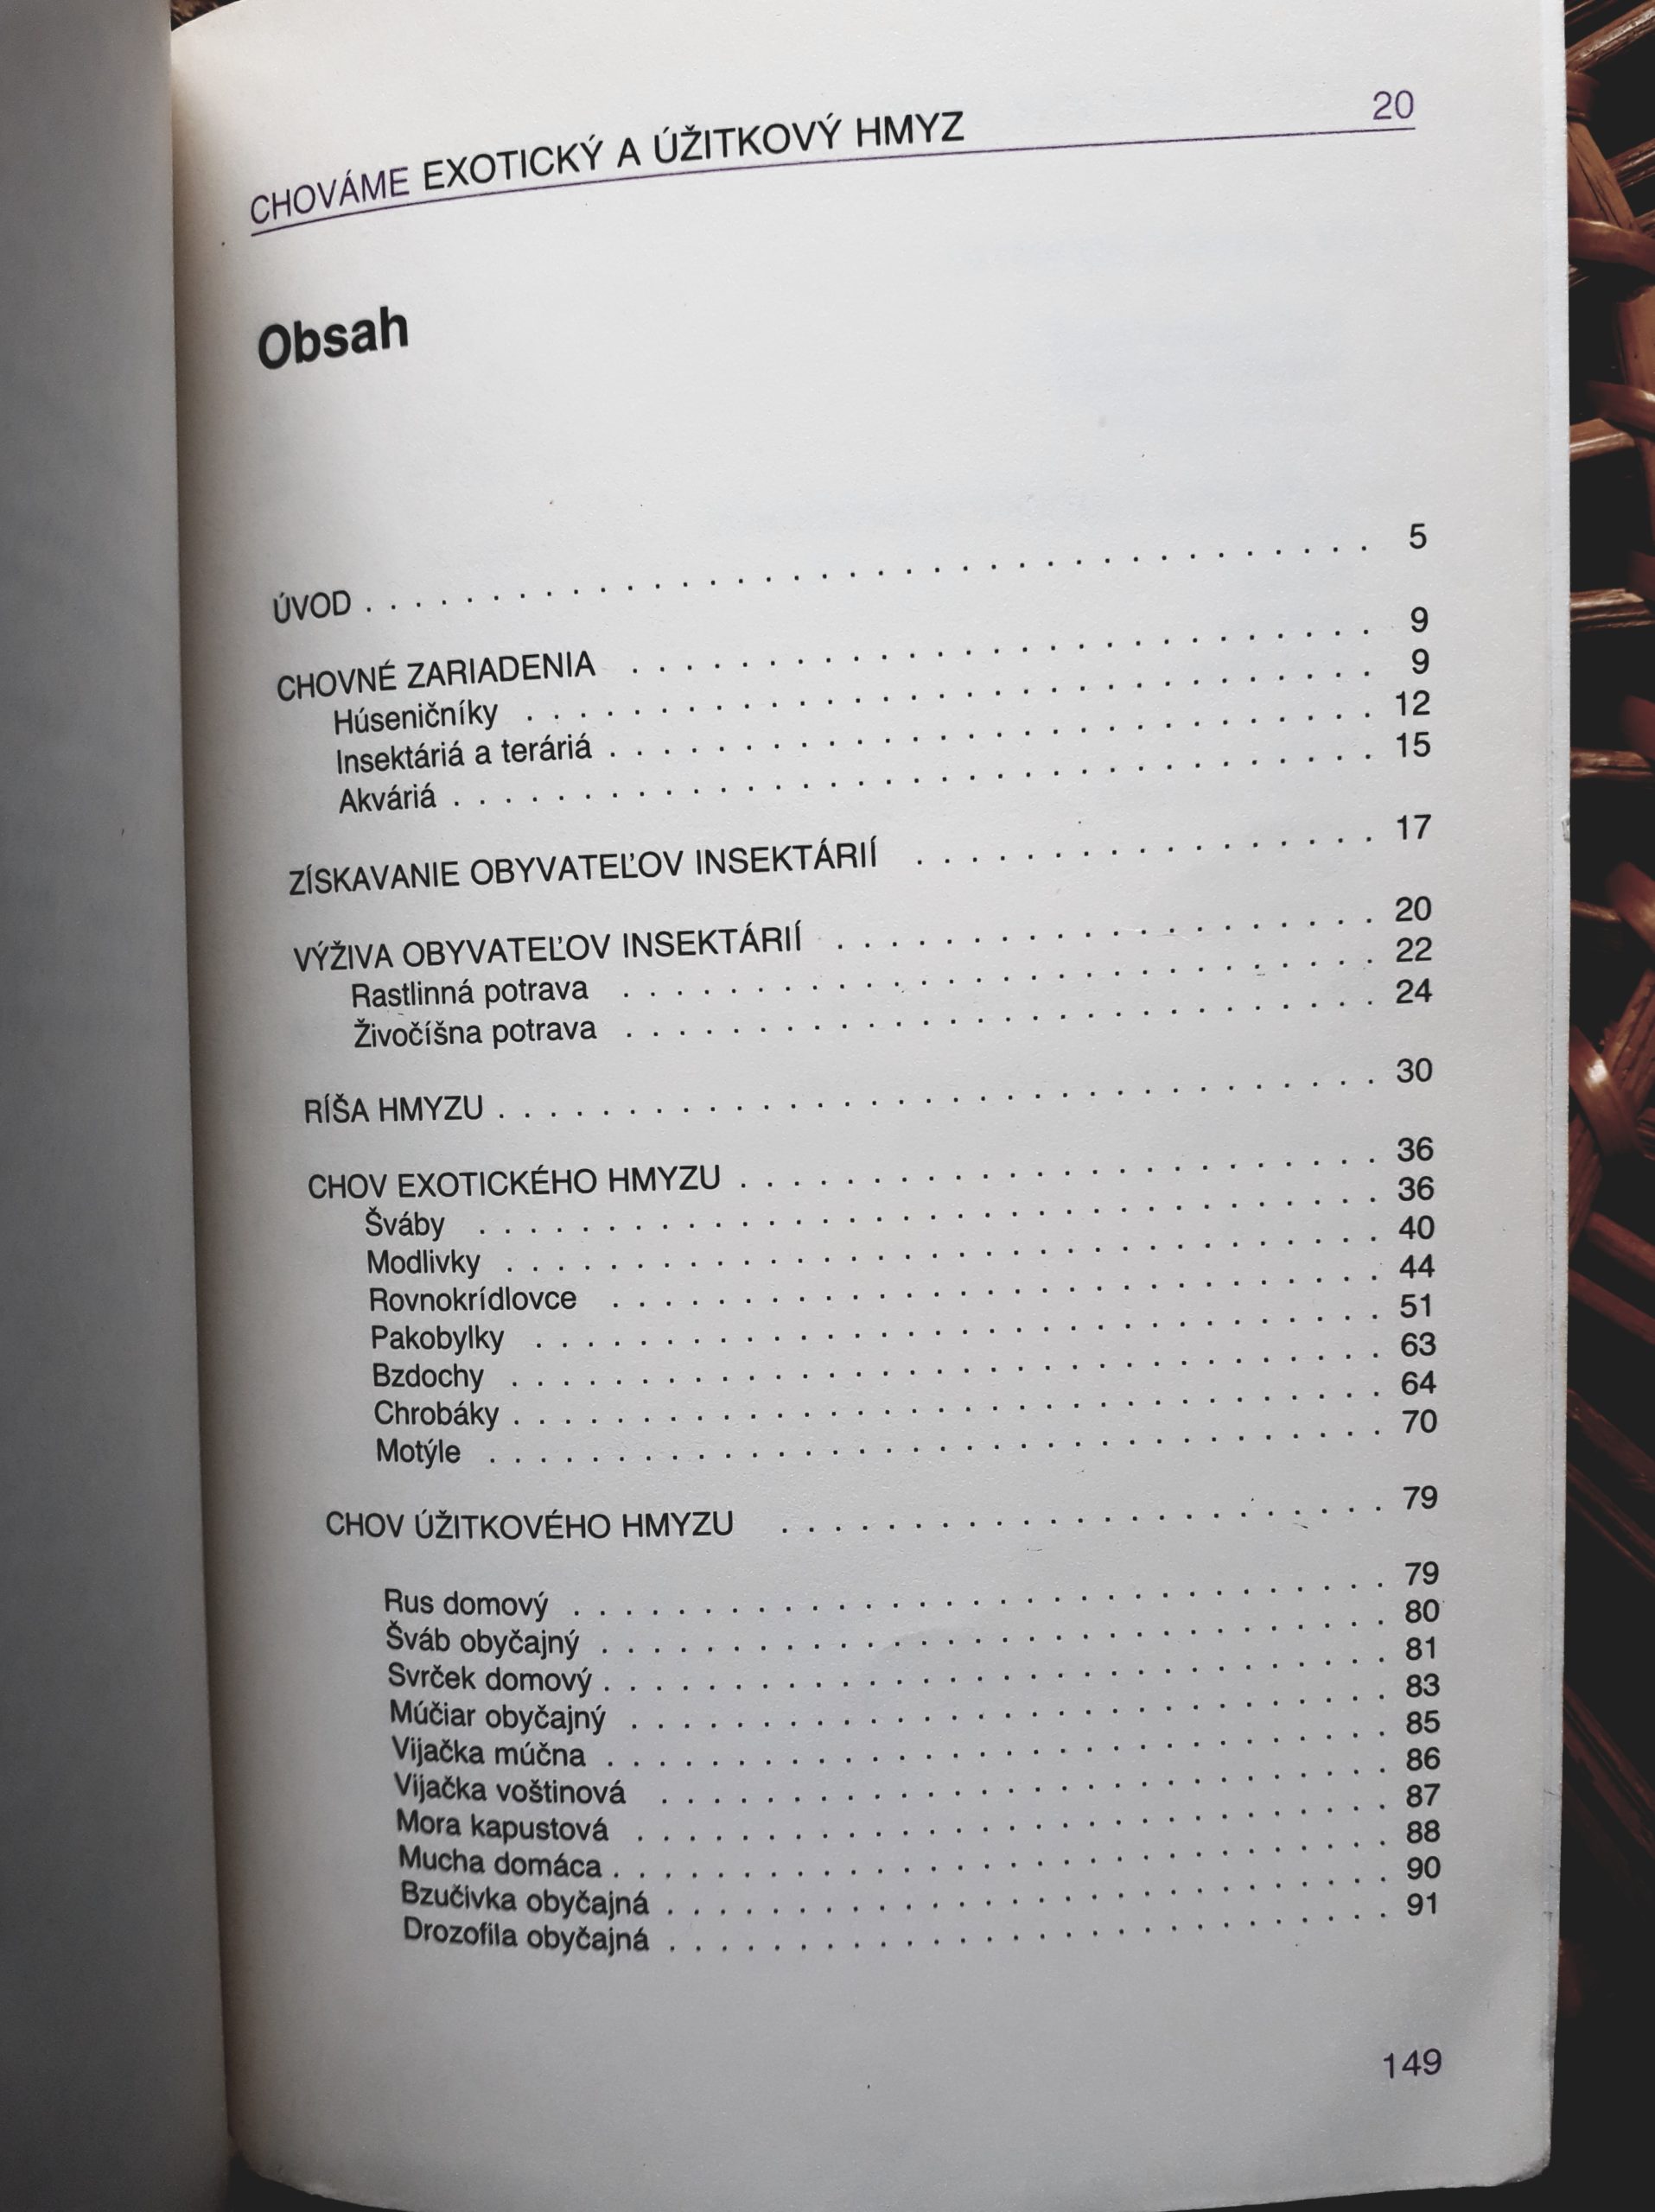 CHOVÁME EXOTICKÝ A ÚŽITKOVÝ HMYZ 20
Obsah
ÚVOD . . . . . . . . . . 5
CHOVNÉ ZARIADENIA . . . . . . . . . . 9
Húseničníky . . . . . . . . . . 9
Insektáriá a teráriá . . . . . . . . . . 12
Akváriá . . . . . . . . . . 15
ZÍSKAVANIE OBYVATEĽOV INSEKTÁRIÍ . . . . . . . . . . 17
VÝŽIVA OBYVATEĽOV INSEKTÁRIÍ . . . . . . . . . . 20
Rastlinná potrava . . . . . . . . . . 22
Živočíšna potrava . . . . . . . . . . 24
RÍŠA HMYZU . . . . . . . . . . 30
CHOV EXOTICKÉHO HMYZU . . . . . . . . . . 36
Šváby . . . . . . . . . . 36
Modlivky . . . . . . . . . . 40
Rovnokrídlovce . . . . . . . . . . 44
Pakobylky . . . . . . . . . . 51
Bzdochy . . . . . . . . . . 63
Chrobáky . . . . . . . . . . 64
Motýle . . . . . . . . . . 70
CHOV ÚŽITKOVÉHO HMYZU . . . . . . . . . . 79
Rus domový . . . . . . . . . . 79
Šváb obyčajný . . . . . . . . . . 80
Svrček domový . . . . . . . . . . 81
Múčiar obyčajný . . . . . . . . . . 83
Vijačka múčna . . . . . . . . . . 85
Vijačka voštinová . . . . . . . . . . 86
Mora kapustová . . . . . . . . . . 87
Mucha domáca . . . . . . . . . . 88
Bzučivka obyčajná . . . . . . . . . . 90
Drozofila obyčajná . . . . . . . . . . 91
149